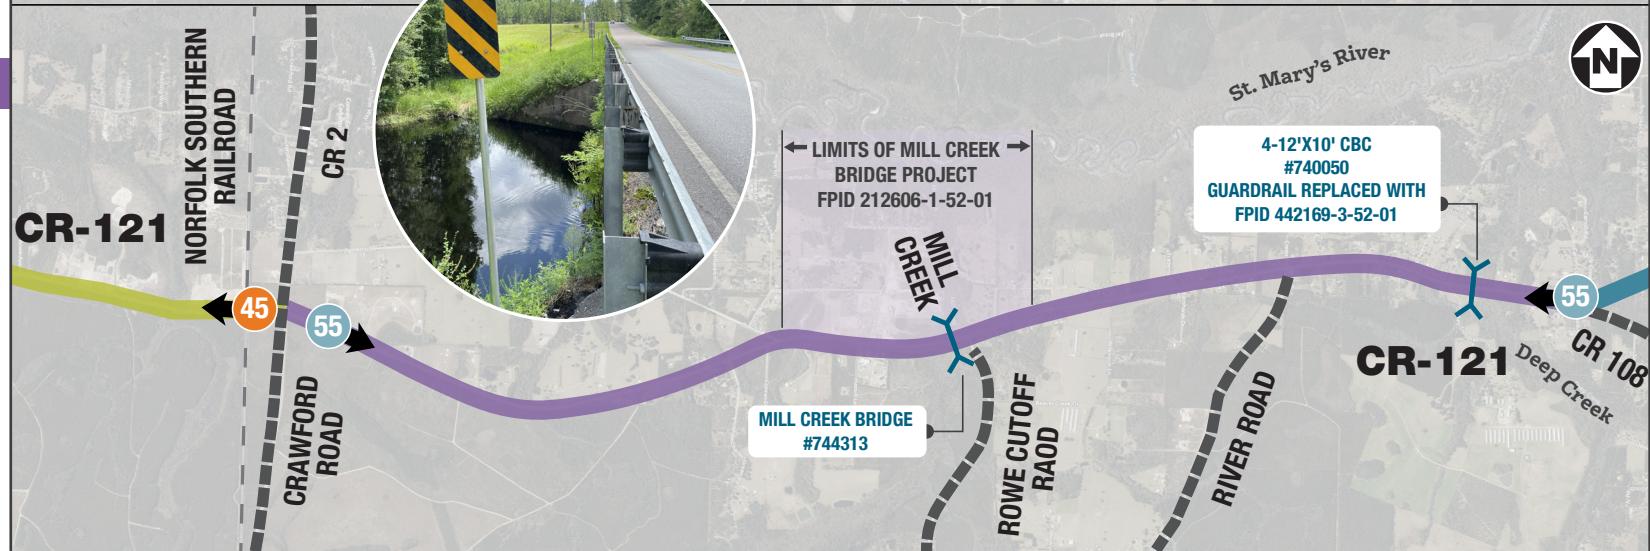 N
St. Mary's River
NORFOLK SOUTHERN
RAILROAD
CR 2
CR-121
45
55
CRAWFORD
ROAD
LIMITS OF MILL CREEK
BRIDGE PROJECT
FPID 212606-1-52-01
MILL
CREEK
MILL CREEK BRIDGE
#744313
ROWE CUTOFF
RAOD
RIVER ROAD
4-12'X10' CBC
#740050
GUARDRAIL REPLACED WITH
FPID 442169-3-52-01
55
CR-121
CR 108
Deep Creek